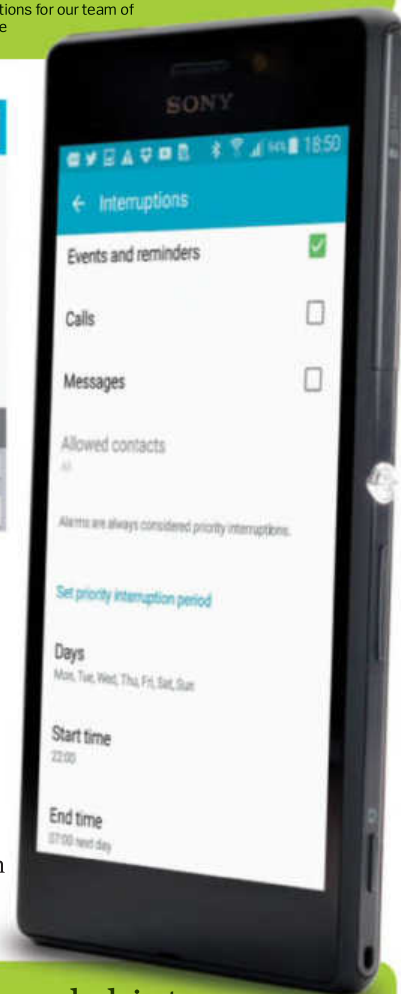 tions for our team of
e
SONY
94% 18:50
← Interruptions
Events and reminders
Calls
Messages
Allowed contacts
All
Alarms are always considered priority interruptions.
Set priority interruption period
Days
Mon, Tue, Wed, Thu, Fri, Sat, Sun
Start time
22:00
End time
07:00 next day